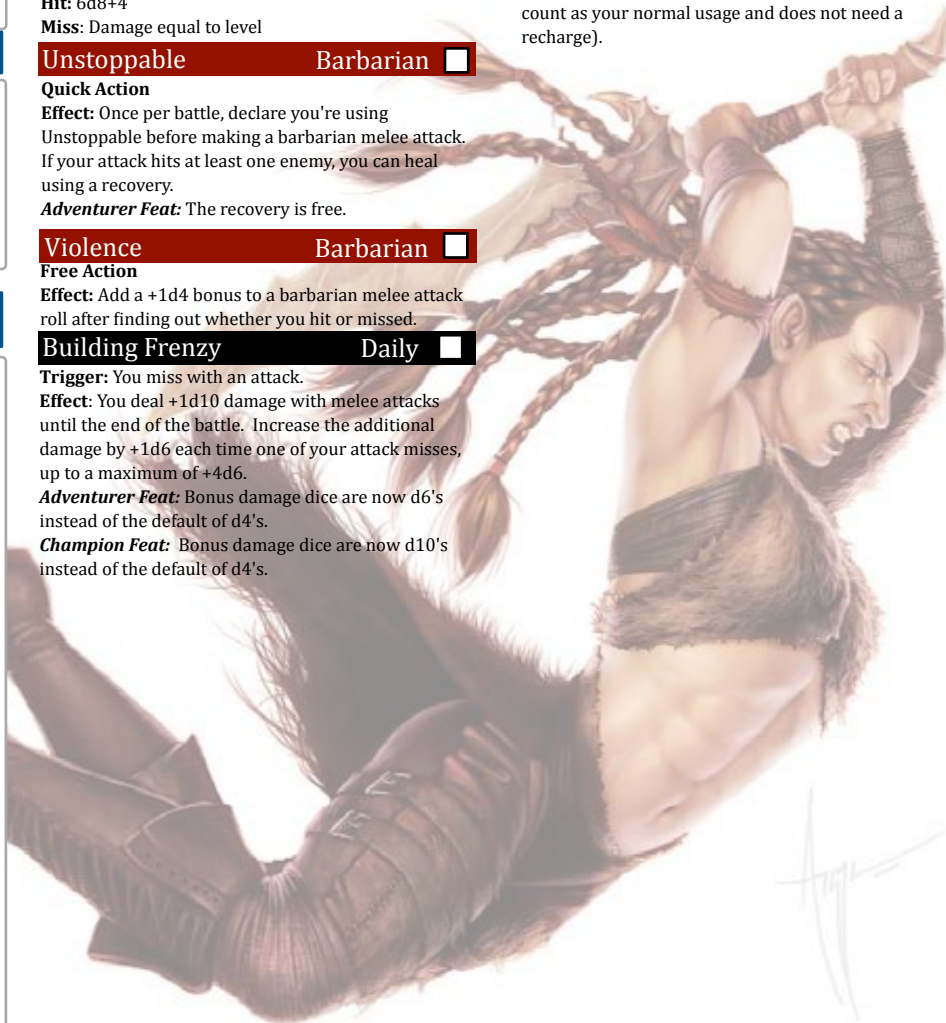 Hit: 6d8+4
Miss: Damage equal to level
Unstoppable Barbarian
Quick Action
Effect: Once per battle, declare you're using
Unstoppable before making a barbarian melee attack.
If your attack hits at least one enemy, you can heal
using a recovery.
Adventurer Feat: The recovery is free.
Violence Barbarian
Free Action
Effect: Add a +1d4 bonus to a barbarian melee attack
roll after finding out whether you hit or missed.
Building Frenzy Daily
Trigger: You miss with an attack.
Effect: You deal +1d10 damage with melee attacks
until the end of the battle.  Increase the additional
damage by +1d6 each time one of your attack misses,
up to a maximum of +4d6.
Adventurer Feat: Bonus damage dice are now d6's
instead of the default of d4's.
Champion Feat:  Bonus damage dice are now d10's
instead of the default of d4's.
count as your normal usage and does not need a
recharge).